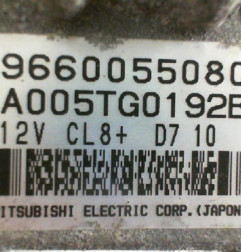 9660055080
A005TG0192B
12V CL8+ D7 10
ITSUBISHI ELECTRIC CORP.(JAPON